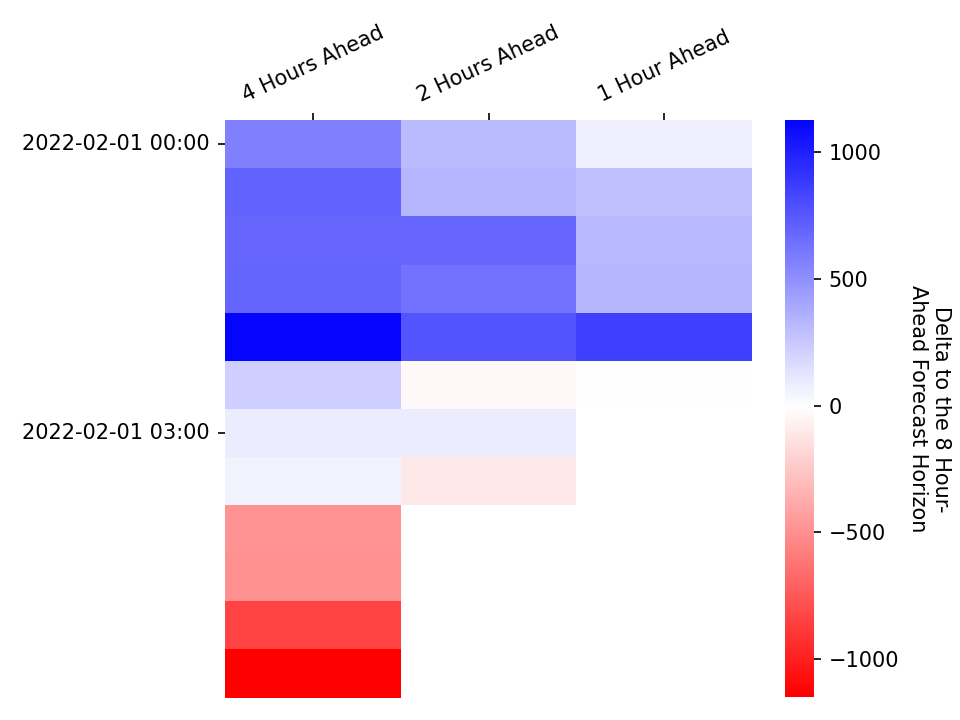 4 Hours Ahead
2 Hours Ahead
1 Hour Ahead
2022-02-01 00:00
2022-02-01 03:00
1000
500
0
−500
−1000
Delta to the 8 Hour-
Ahead Forecast Horizon